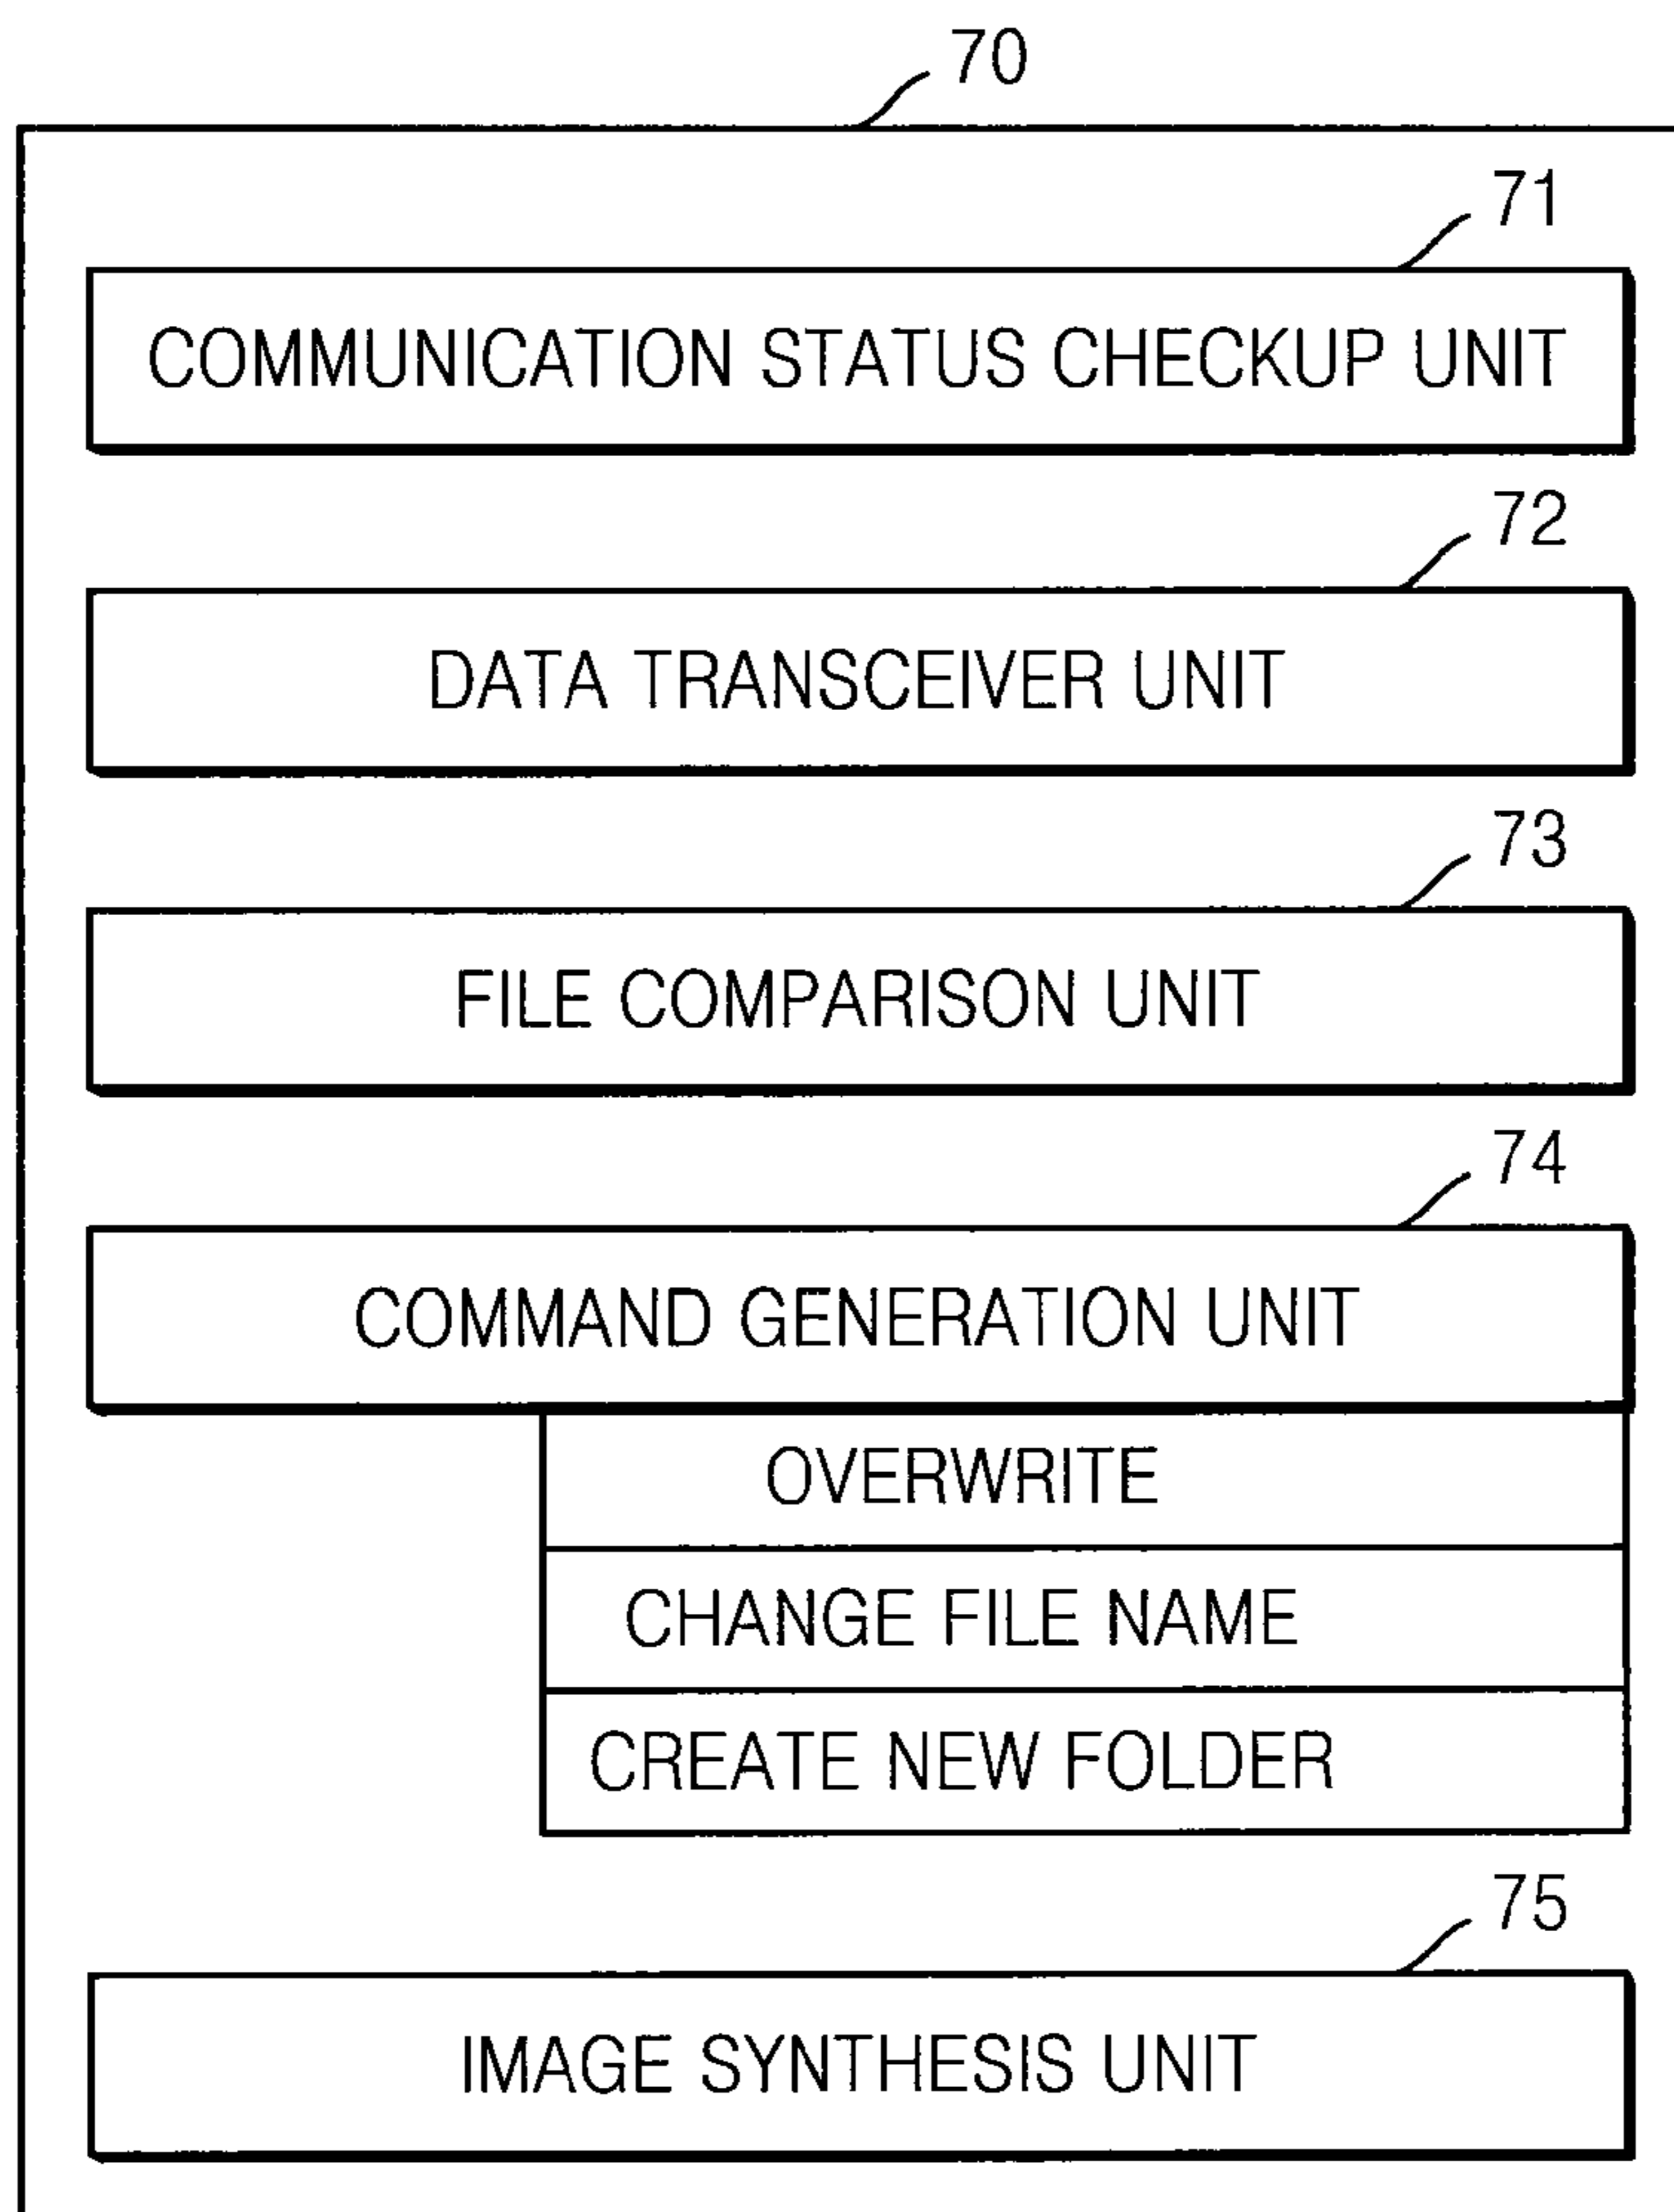 70
71
COMMUNICATION STATUS CHECKUP UNIT
72
DATA TRANSCEIVER UNIT
73
FILE COMPARISON UNIT
74
COMMAND GENERATION UNIT
OVERWRITE
CHANGE FILE NAME
CREATE NEW FOLDER
75
IMAGE SYNTHESIS UNIT